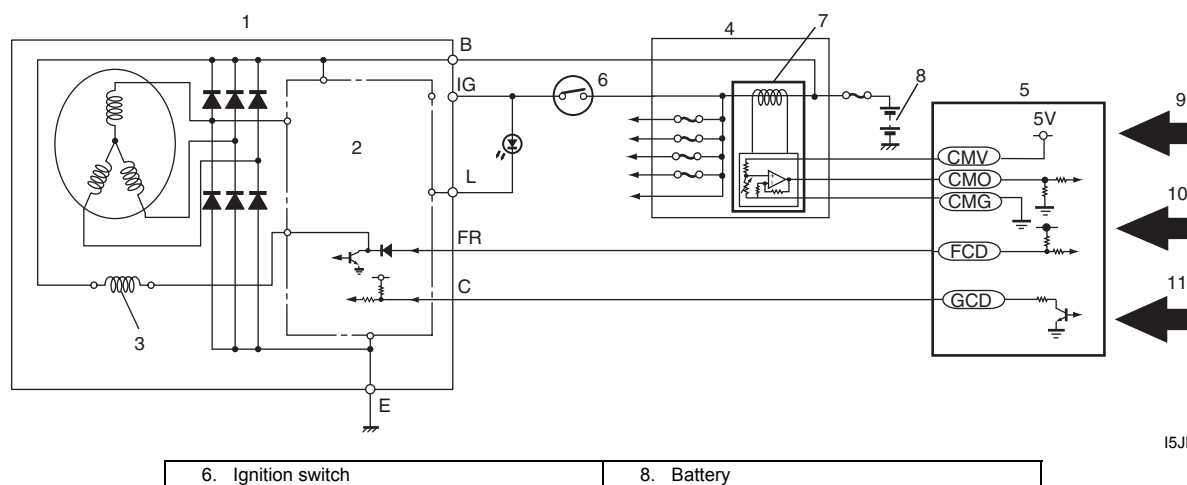 1
4
7
B
IG
6
8
5
5V
9
2
L
CMV
CMO
CMG
10
FR
FCD
C
GCD
11
3
E
6. Ignition switch
8. Battery